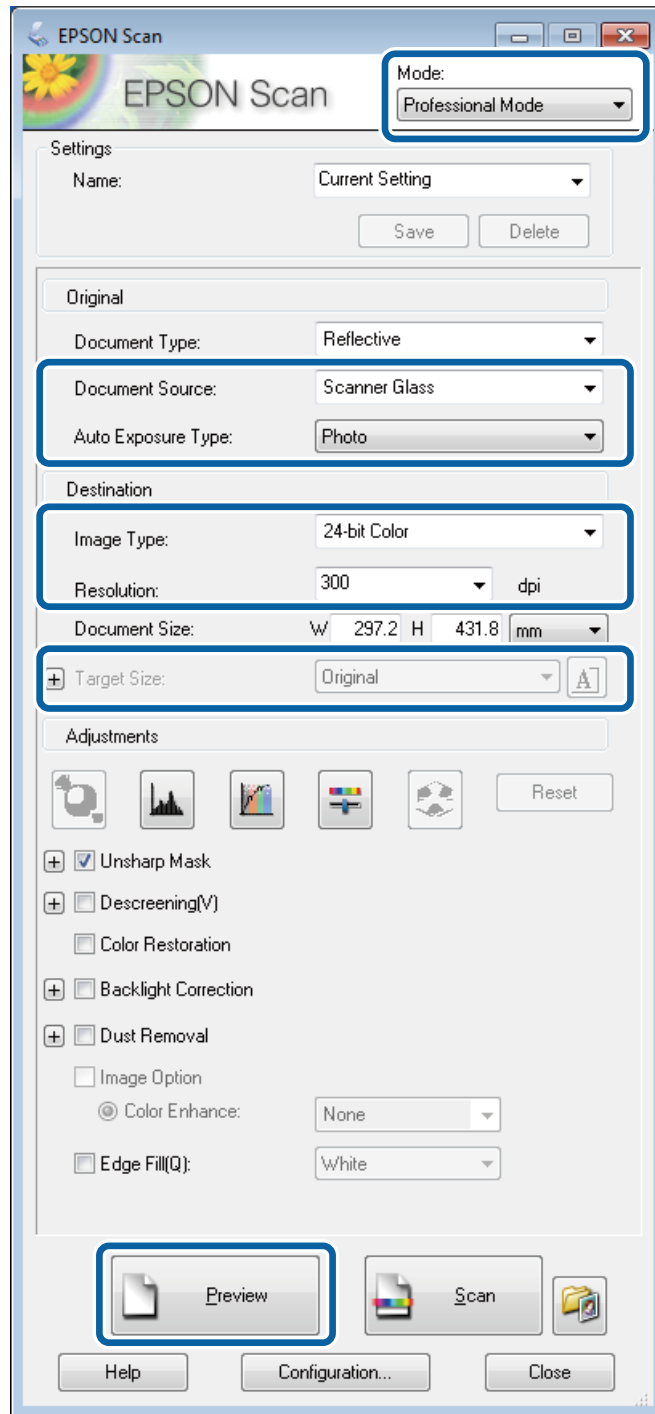 EPSON Scan
EPSON Scan
Mode:
Professional Mode
Settings
Name: Current Setting
Save Delete
Original
Document Type: Reflective
Document Source: Scanner Glass
Auto Exposure Type: Photo
Destination
Image Type: 24-bit Color
Resolution: 300 dpi
Document Size: W 297.2 H 431.8 mm
Target Size: Original A
Adjustments
Reset
Unsharp Mask
Descreening(V)
Color Restoration
Backlight Correction
Dust Removal
Image Option
Color Enhance: None
Edge Fill(Q): White
Preview Scan
Help Configuration... Close